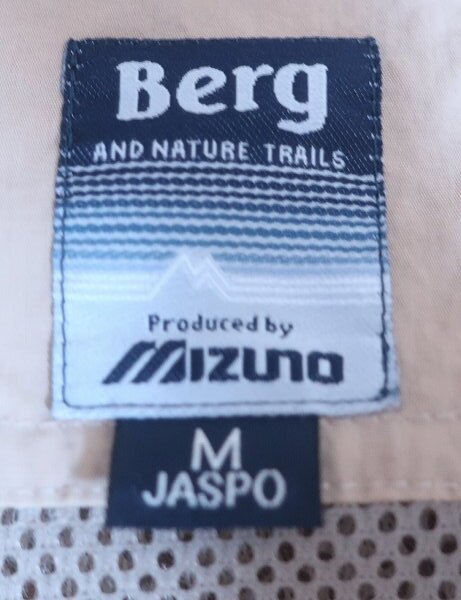 Berg
AND NATURE TRAILS
Produced by
MIZUNO
M
JASPO